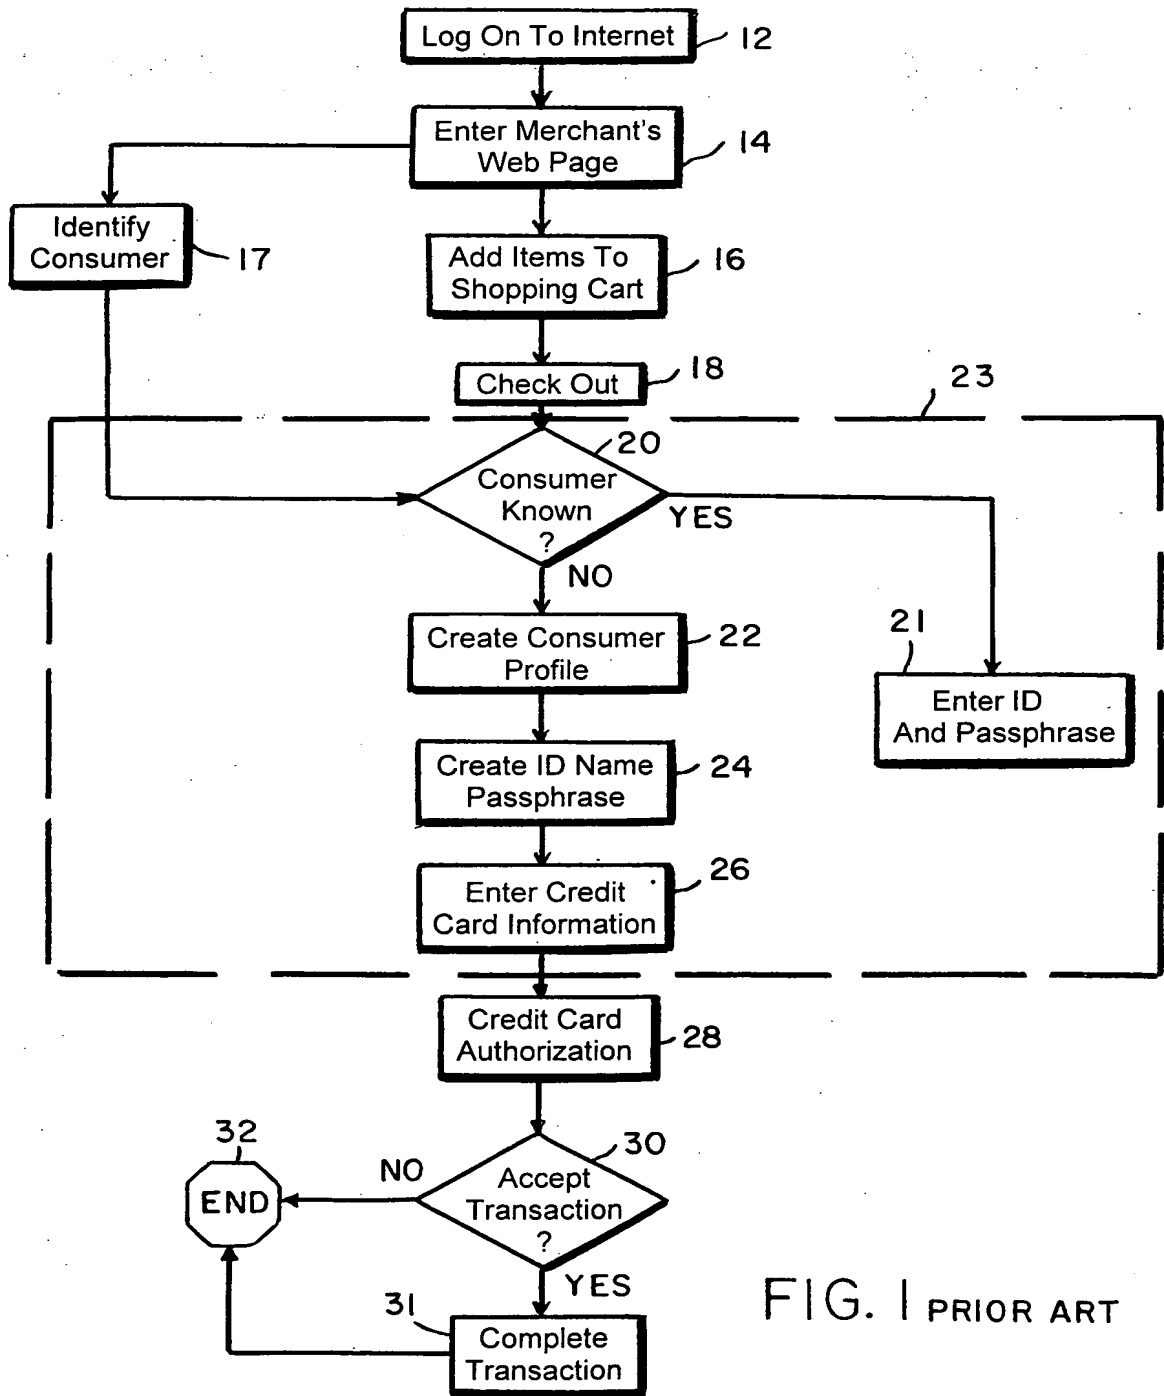 Log On To Internet
12
Enter Merchant's
Web Page
14
Identify
Consumer
17
Add Items To
Shopping Cart
16
Check Out
18
23
20
Consumer
Known
?
YES
NO
Create Consumer
Profile
22
21
Enter ID
And Passphrase
Create ID Name
Passphrase
24
Enter Credit
Card Information
26
Credit Card
Authorization
28
32
END
NO
30
Accept
Transaction
?
YES
31
Complete
Transaction
FIG. 1 PRIOR ART